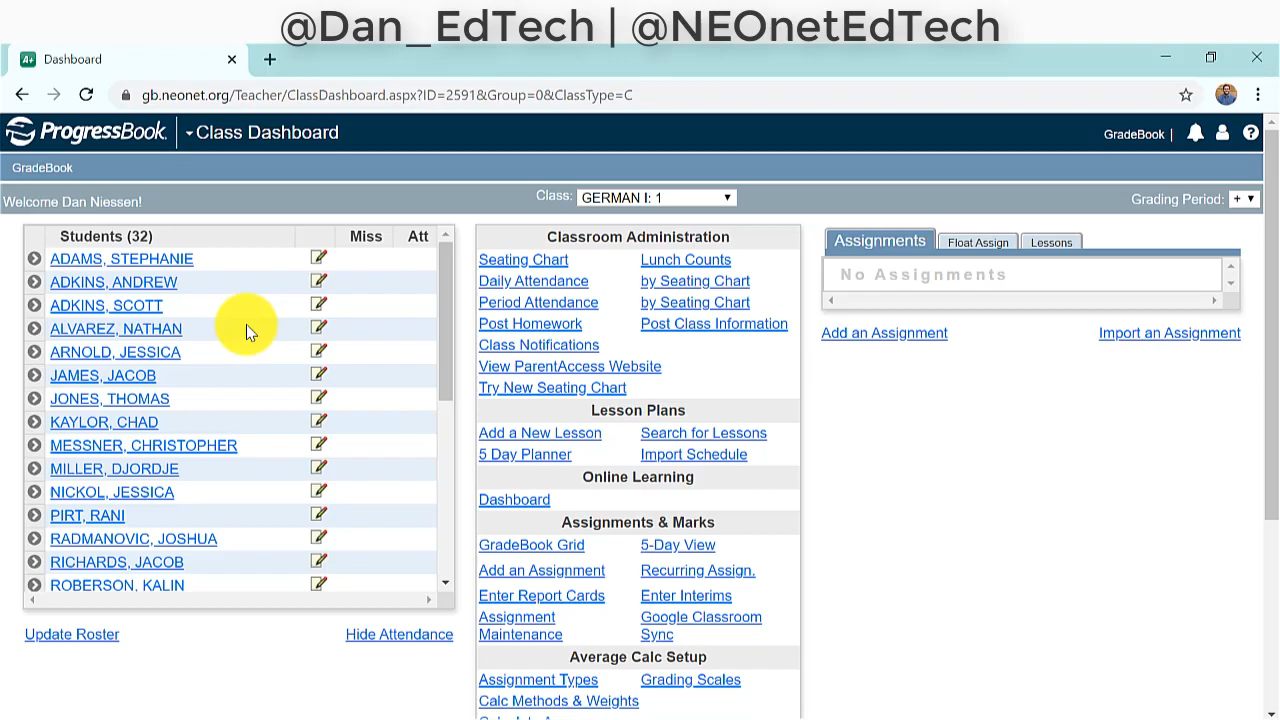 @Dan_EdTech | @NEOnetEdTech
A+ Dashboard
gb.neonet.org/Teacher/ClassDashboard.aspx?ID=2591&Group=0&ClassType=C
ProgressBook. Class Dashboard GradeBook | ?
GradeBook
Welcome Dan Niessen! Class: GERMAN I: 1 Grading Period: +
Students (32) Miss Att
ADAMS, STEPHANIE
ADKINS, ANDREW
ADKINS, SCOTT
ALVAREZ, NATHAN
ARNOLD, JESSICA
JAMES, JACOB
JONES, THOMAS
KAYLOR, CHAD
MESSNER, CHRISTOPHER
MILLER, DJORDJE
NICKOL, JESSICA
PIRT, RANI
RADMANOVIC, JOSHUA
RICHARDS, JACOB
ROBERSON, KALIN
Update Roster Hide Attendance
Classroom Administration
Seating Chart Lunch Counts
Daily Attendance by Seating Chart
Period Attendance by Seating Chart
Post Homework Post Class Information
Class Notifications
View ParentAccess Website
Try New Seating Chart
Lesson Plans
Add a New Lesson Search for Lessons
5 Day Planner Import Schedule
Online Learning
Dashboard
Assignments & Marks
GradeBook Grid 5-Day View
Add an Assignment Recurring Assign.
Enter Report Cards Enter Interims
Assignment Google Classroom
Maintenance Sync
Average Calc Setup
Assignment Types Grading Scales
Calc Methods & Weights
Assignments Float Assign Lessons
No Assignments
Add an Assignment Import an Assignment